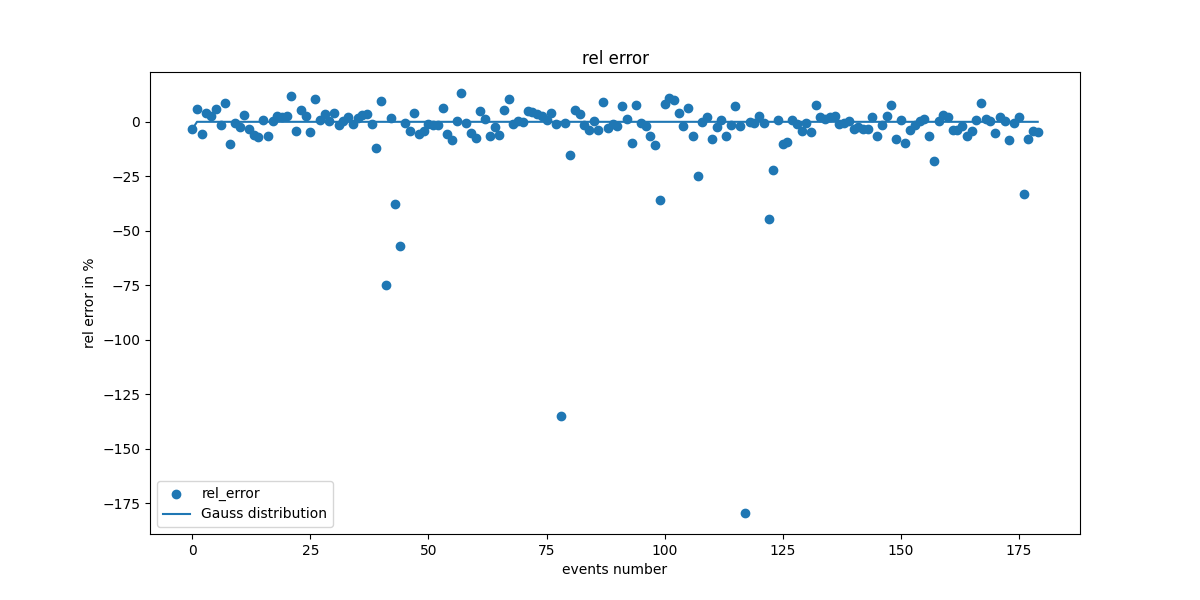 rel error
rel error in %
0
−25
−50
−75
−100
−125
−150
−175
rel_error
Gauss distribution
0 25 50 75 100 125 150 175
events number